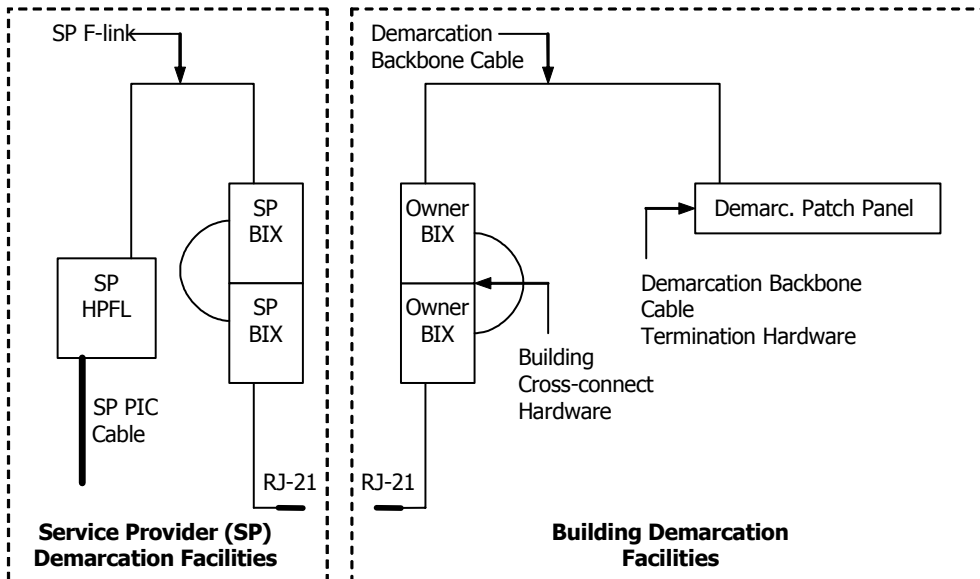 SP F-link
SP
BIX
SP
BIX
SP
HPFL
SP PIC
Cable
RJ-21
Service Provider (SP)
Demarcation Facilities
Demarcation
Backbone Cable
Owner
BIX
Owner
BIX
Demarc. Patch Panel
Demarcation Backbone
Cable
Termination Hardware
Building
Cross-connect
Hardware
RJ-21
Building Demarcation
Facilities